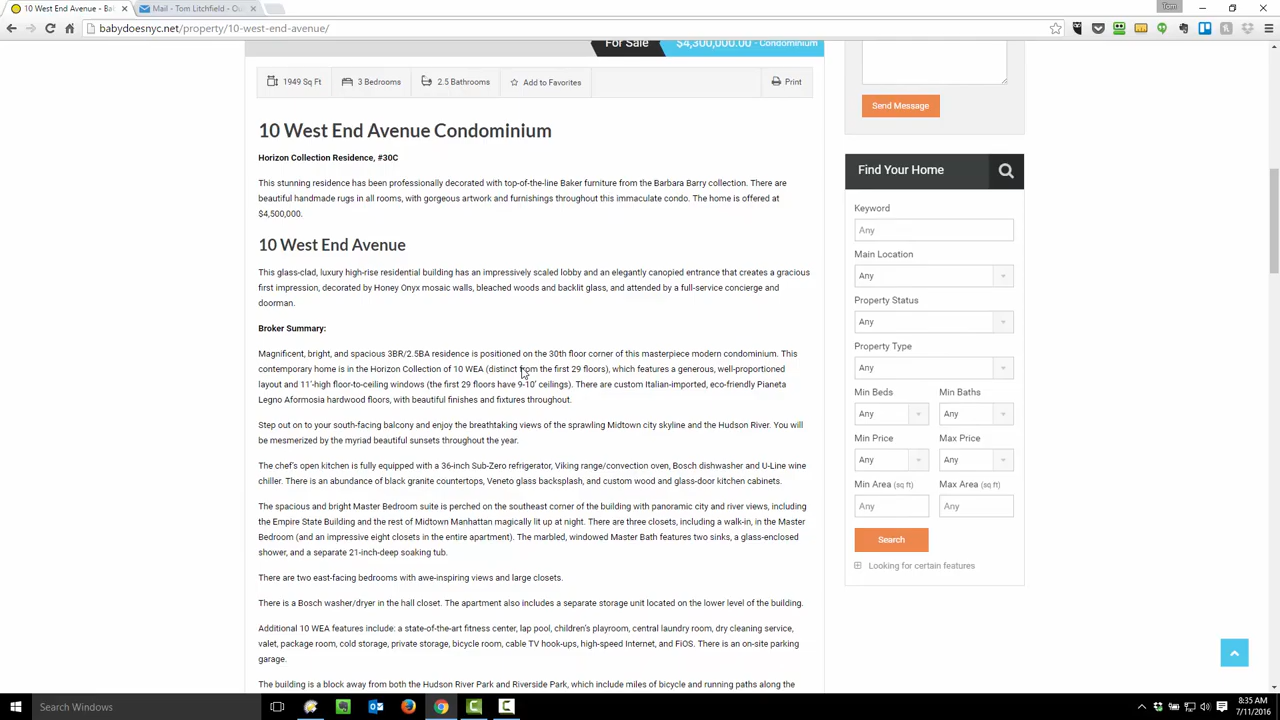 10 West End Avenue - Ba
Mail - Tom Litchfield - Ou
Tom
babydoesnyc.net/property/10-west-end-avenue/
For Sale
$4,300,000.00 - Condominium
1949 Sq Ft
3 Bedrooms
2.5 Bathrooms
Add to Favorites
Print
10 West End Avenue Condominium
Horizon Collection Residence, #30C
This stunning residence has been professionally decorated with top-of-the-line Baker furniture from the Barbara Barry collection. There are
beautiful handmade rugs in all rooms, with gorgeous artwork and furnishings throughout this immaculate condo. The home is offered at
$4,500,000.
10 West End Avenue
This glass-clad, luxury high-rise residential building has an impressively scaled lobby and an elegantly canopied entrance that creates a gracious
first impression, decorated by Honey Onyx mosaic walls, bleached woods and backlit glass, and attended by a full-service concierge and
doorman.
Broker Summary:
Magnificent, bright, and spacious 3BR/2.5BA residence is positioned on the 30th floor corner of this masterpiece modern condominium. This
contemporary home is in the Horizon Collection of 10 WEA (distinct from the first 29 floors), which features a generous, well-proportioned
layout and 11'-high floor-to-ceiling windows (the first 29 floors have 9-10' ceilings). There are custom Italian-imported, eco-friendly Pianeta
Legno Aformosia hardwood floors, with beautiful finishes and fixtures throughout.
Step out on to your south-facing balcony and enjoy the breathtaking views of the sprawling Midtown city skyline and the Hudson River. You will
be mesmerized by the myriad beautiful sunsets throughout the year.
The chef's open kitchen is fully equipped with a 36-inch Sub-Zero refrigerator, Viking range/convection oven, Bosch dishwasher and U-Line wine
chiller. There is an abundance of black granite countertops, Veneto glass backsplash, and custom wood and glass-door kitchen cabinets.
The spacious and bright Master Bedroom suite is perched on the southeast corner of the building with panoramic city and river views, including
the Empire State Building and the rest of Midtown Manhattan magically lit up at night. There are three closets, including a walk-in, in the Master
Bedroom (and an impressive eight closets in the entire apartment). The marbled, windowed Master Bath features two sinks, a glass-enclosed
shower, and a separate 21-inch-deep soaking tub.
There are two east-facing bedrooms with awe-inspiring views and large closets.
There is a Bosch washer/dryer in the hall closet. The apartment also includes a separate storage unit located on the lower level of the building.
Additional 10 WEA features include: a state-of-the-art fitness center, lap pool, children's playroom, central laundry room, dry cleaning service,
valet, package room, cold storage, private storage, bicycle room, cable TV hook-ups, high-speed Internet, and FiOS. There is an on-site parking
garage.
The building is a block away from both the Hudson River Park and Riverside Park, which include miles of bicycle and running paths along the
Send Message
Find Your Home
Keyword
Any
Main Location
Any
Property Status
Any
Property Type
Any
Min Beds
Min Baths
Any
Any
Min Price
Max Price
Any
Any
Min Area (sq ft)
Max Area (sq ft)
Any
Any
Search
Looking for certain features
Search Windows
8:35 AM
7/11/2016